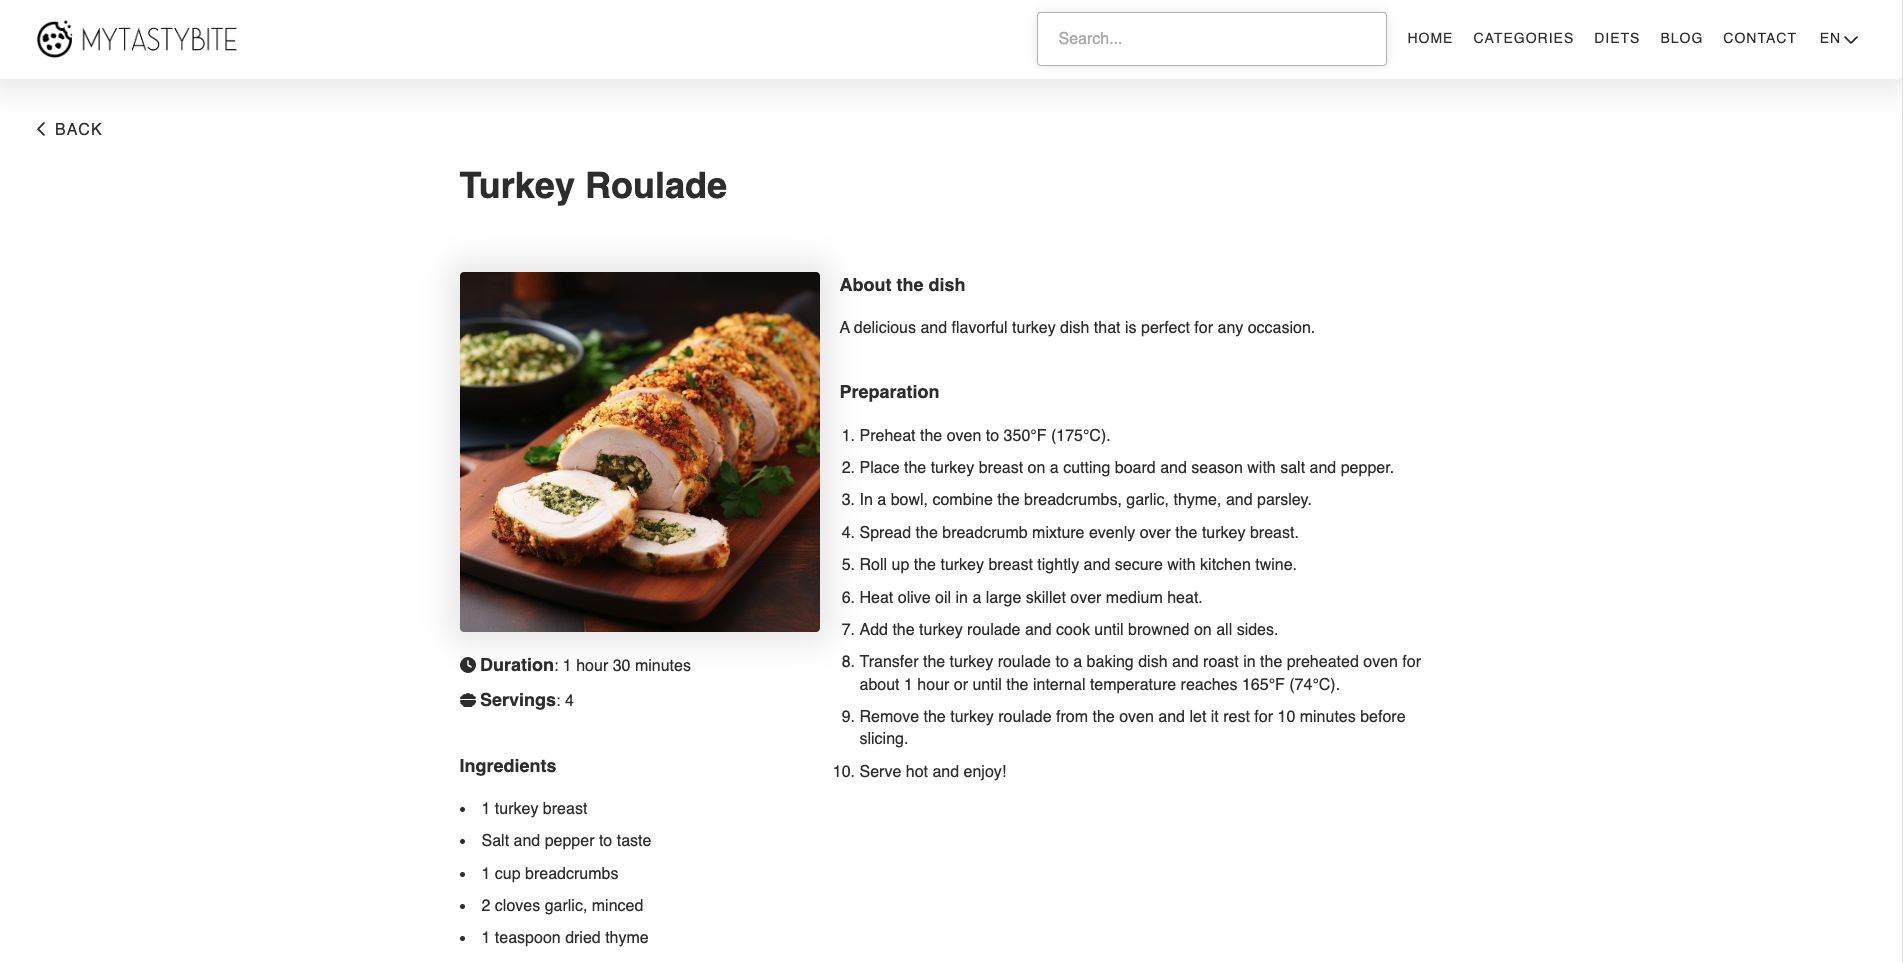 MYTASTYBITE
Search...
HOME CATEGORIES DIETS BLOG CONTACT EN
BACK
Turkey Roulade
About the dish
A delicious and flavorful turkey dish that is perfect for any occasion.
Preparation
1. Preheat the oven to 350°F (175°C).
2. Place the turkey breast on a cutting board and season with salt and pepper.
3. In a bowl, combine the breadcrumbs, garlic, thyme, and parsley.
4. Spread the breadcrumb mixture evenly over the turkey breast.
5. Roll up the turkey breast tightly and secure with kitchen twine.
6. Heat olive oil in a large skillet over medium heat.
7. Add the turkey roulade and cook until browned on all sides.
8. Transfer the turkey roulade to a baking dish and roast in the preheated oven for
about 1 hour or until the internal temperature reaches 165°F (74°C).
9. Remove the turkey roulade from the oven and let it rest for 10 minutes before
slicing.
10. Serve hot and enjoy!
Duration: 1 hour 30 minutes
Servings: 4
Ingredients
• 1 turkey breast
• Salt and pepper to taste
• 1 cup breadcrumbs
• 2 cloves garlic, minced
• 1 teaspoon dried thyme